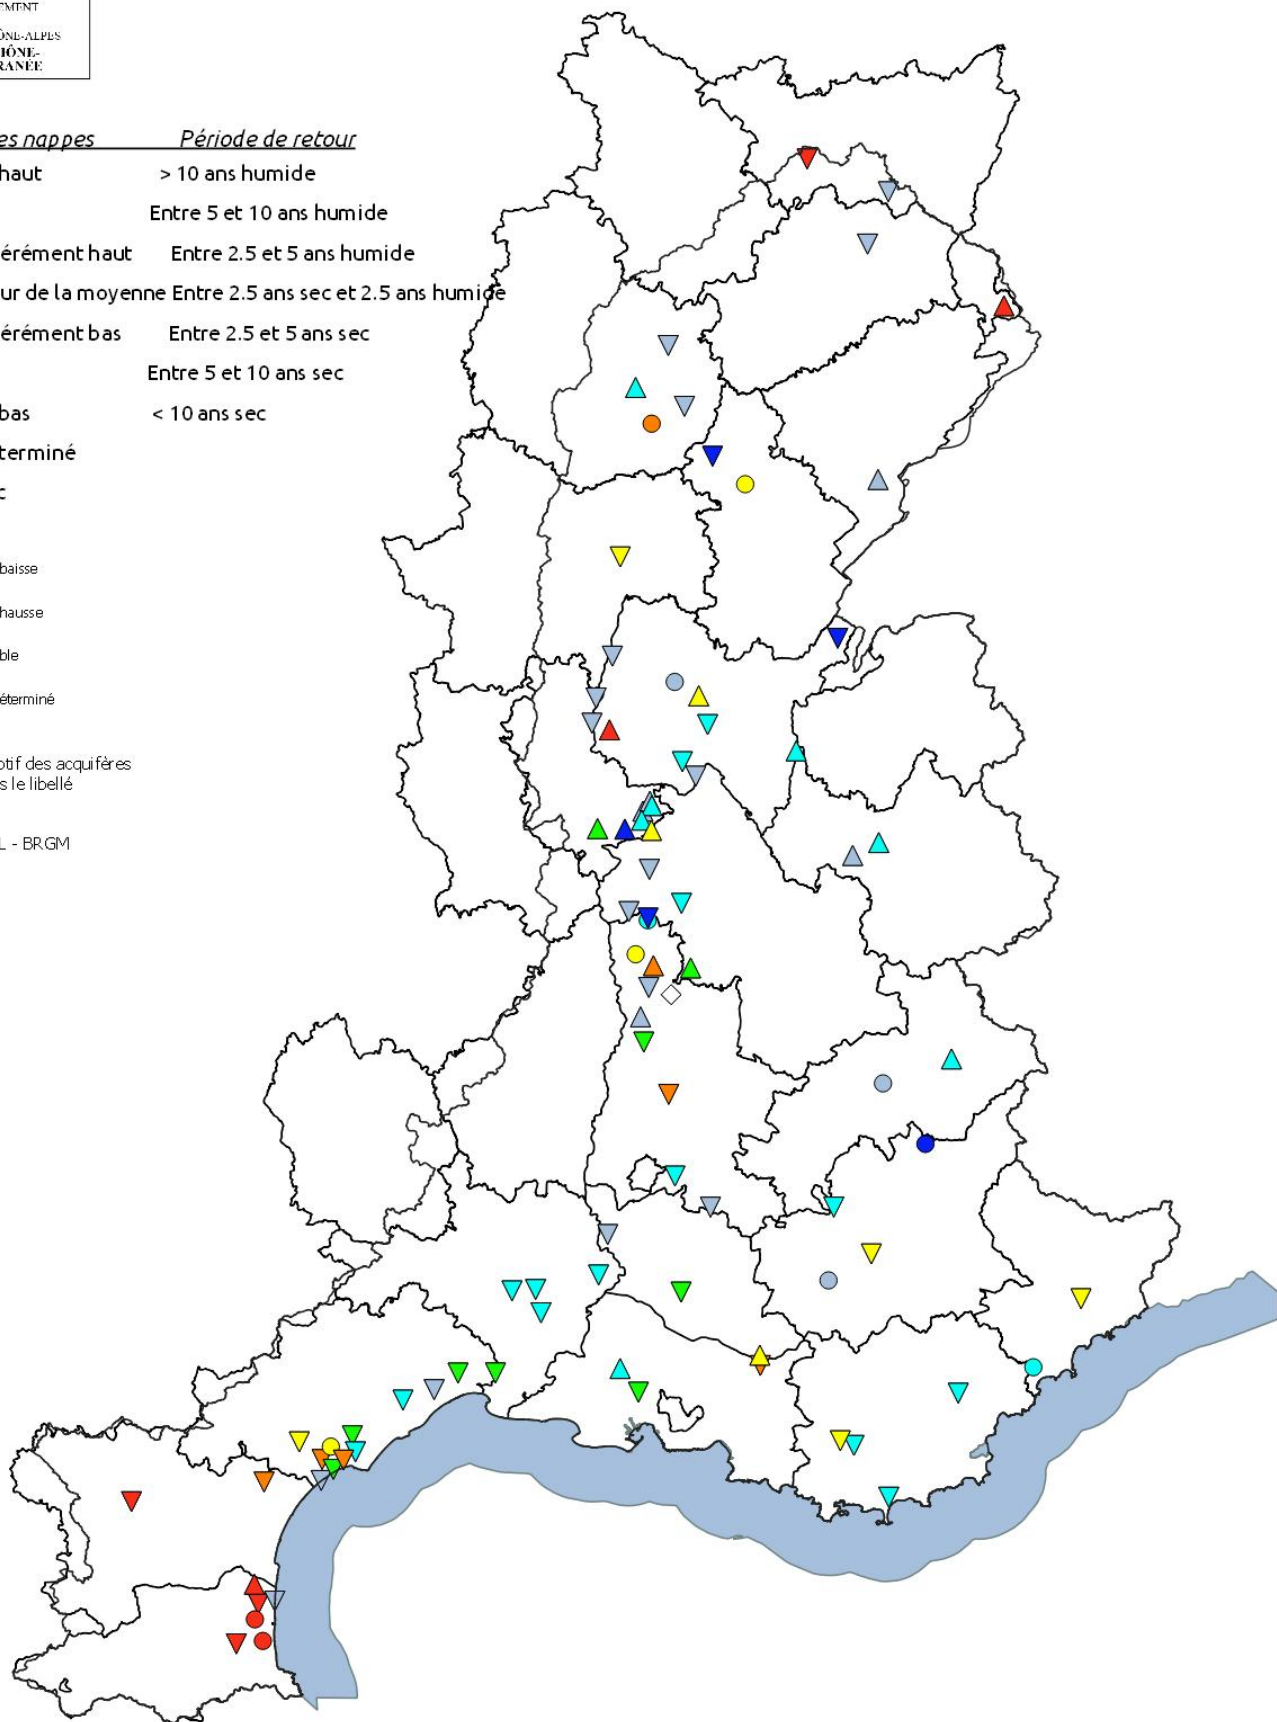 EMENT
ÔNE-ALPES
HÔNE-
RANÉE
es nappes Période de retour
haut > 10 ans humide
Entre 5 et 10 ans humide
érément haut Entre 2.5 et 5 ans humide
ur de la moyenne Entre 2.5 ans sec et 2.5 ans humide
érément bas Entre 2.5 et 5 ans sec
Entre 5 et 10 ans sec
bas < 10 ans sec
terminé
c
baisse
hausse
ble
éterminé
otif des acquifères
s le libellé
L - BRGM